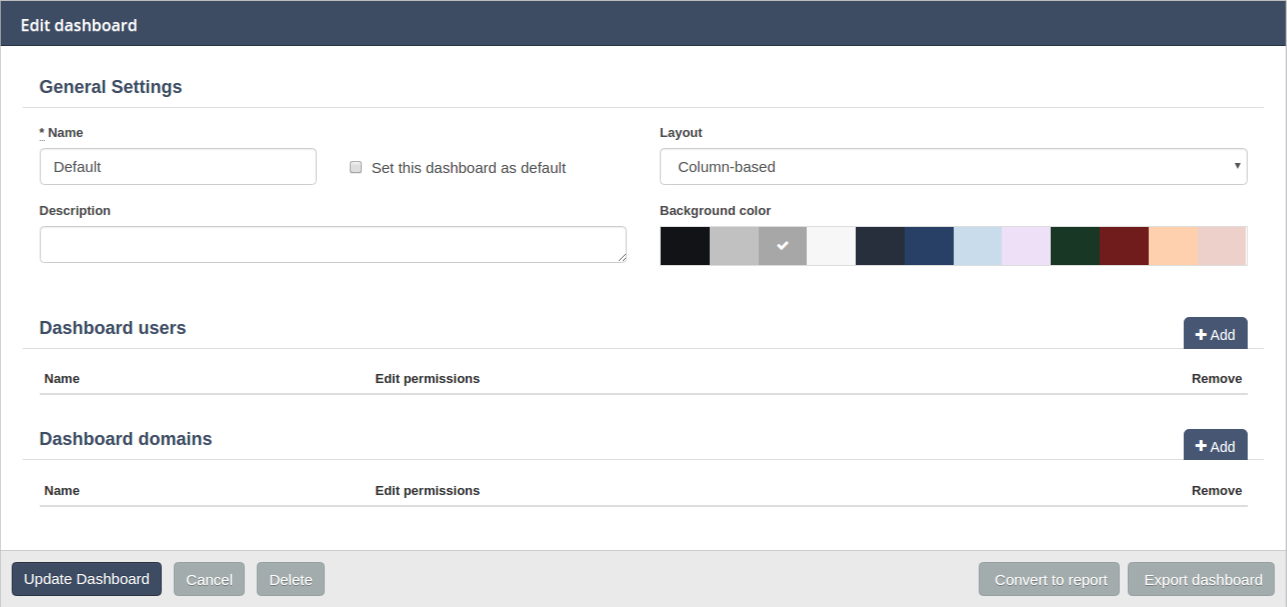 Edit dashboard
General Settings
* Name
Layout
Default
Set this dashboard as default
Column-based
Description
Background color
Dashboard users
Add
Name Edit permissions Remove
Dashboard domains
Add
Name Edit permissions Remove
Update Dashboard Cancel Delete Convert to report Export dashboard